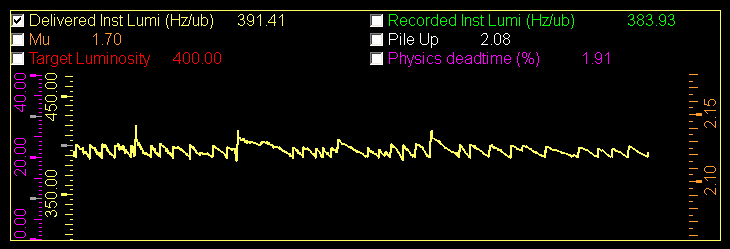 Delivered Inst Lumi (Hz/ub) 391.41 Recorded Inst Lumi (Hz/ub) 383.93
Mu 1.70 Pile Up 2.08
Target Luminosity 400.00 Physics deadtime (%) 1.91
40.00
20.00
0.00
450.00
350.00
2.15
2.10